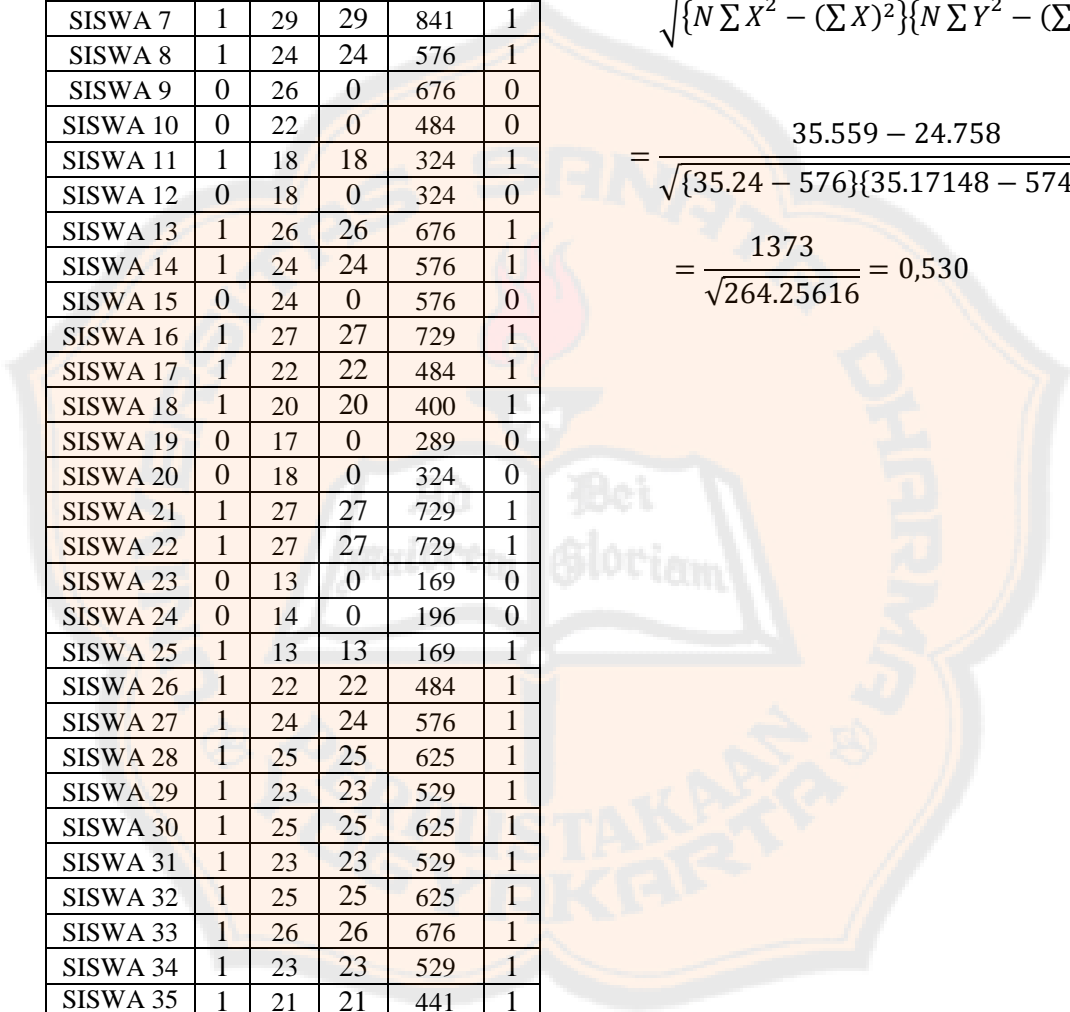 SISWA 7 1 29 29 841 1
SISWA 8 1 24 24 576 1
SISWA 9 0 26 0 676 0
SISWA 10 0 22 0 484 0
SISWA 11 1 18 18 324 1
SISWA 12 0 18 0 324 0
SISWA 13 1 26 26 676 1
SISWA 14 1 24 24 576 1
SISWA 15 0 24 0 576 0
SISWA 16 1 27 27 729 1
SISWA 17 1 22 22 484 1
SISWA 18 1 20 20 400 1
SISWA 19 0 17 0 289 0
SISWA 20 0 18 0 324 0
SISWA 21 1 27 27 729 1
SISWA 22 1 27 27 729 1
SISWA 23 0 13 0 169 0
SISWA 24 0 14 0 196 0
SISWA 25 1 13 13 169 1
SISWA 26 1 22 22 484 1
SISWA 27 1 24 24 576 1
SISWA 28 1 25 25 625 1
SISWA 29 1 23 23 529 1
SISWA 30 1 25 25 625 1
SISWA 31 1 23 23 529 1
SISWA 32 1 25 25 625 1
SISWA 33 1 26 26 676 1
SISWA 34 1 23 23 529 1
SISWA 35 1 21 21 441 1
√{N ∑ X² − (∑ X)²}{N ∑ Y² − (∑
35.559 − 24.758
=
√{35.24 − 576}{35.17148 − 574
1373
= = 0,530
√264.25616
UNIVERSITAS SANATA DHARMA
Ad Dei
Gloriam
PERPUSTAKAAN
YOGYAKARTA